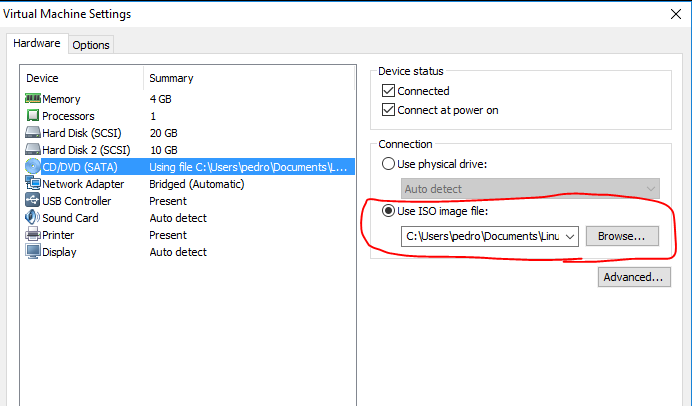 Virtual Machine Settings
Hardware
Options
Device Summary
Memory 4 GB
Processors 1
Hard Disk (SCSI) 20 GB
Hard Disk 2 (SCSI) 10 GB
CD/DVD (SATA) Using file C:\Users\pedro\Documents\L...
Network Adapter Bridged (Automatic)
USB Controller Present
Sound Card Auto detect
Printer Present
Display Auto detect
Device status
Connected
Connect at power on
Connection
Use physical drive:
Auto detect
Use ISO image file:
C:\Users\pedro\Documents\Linu
Browse...
Advanced...